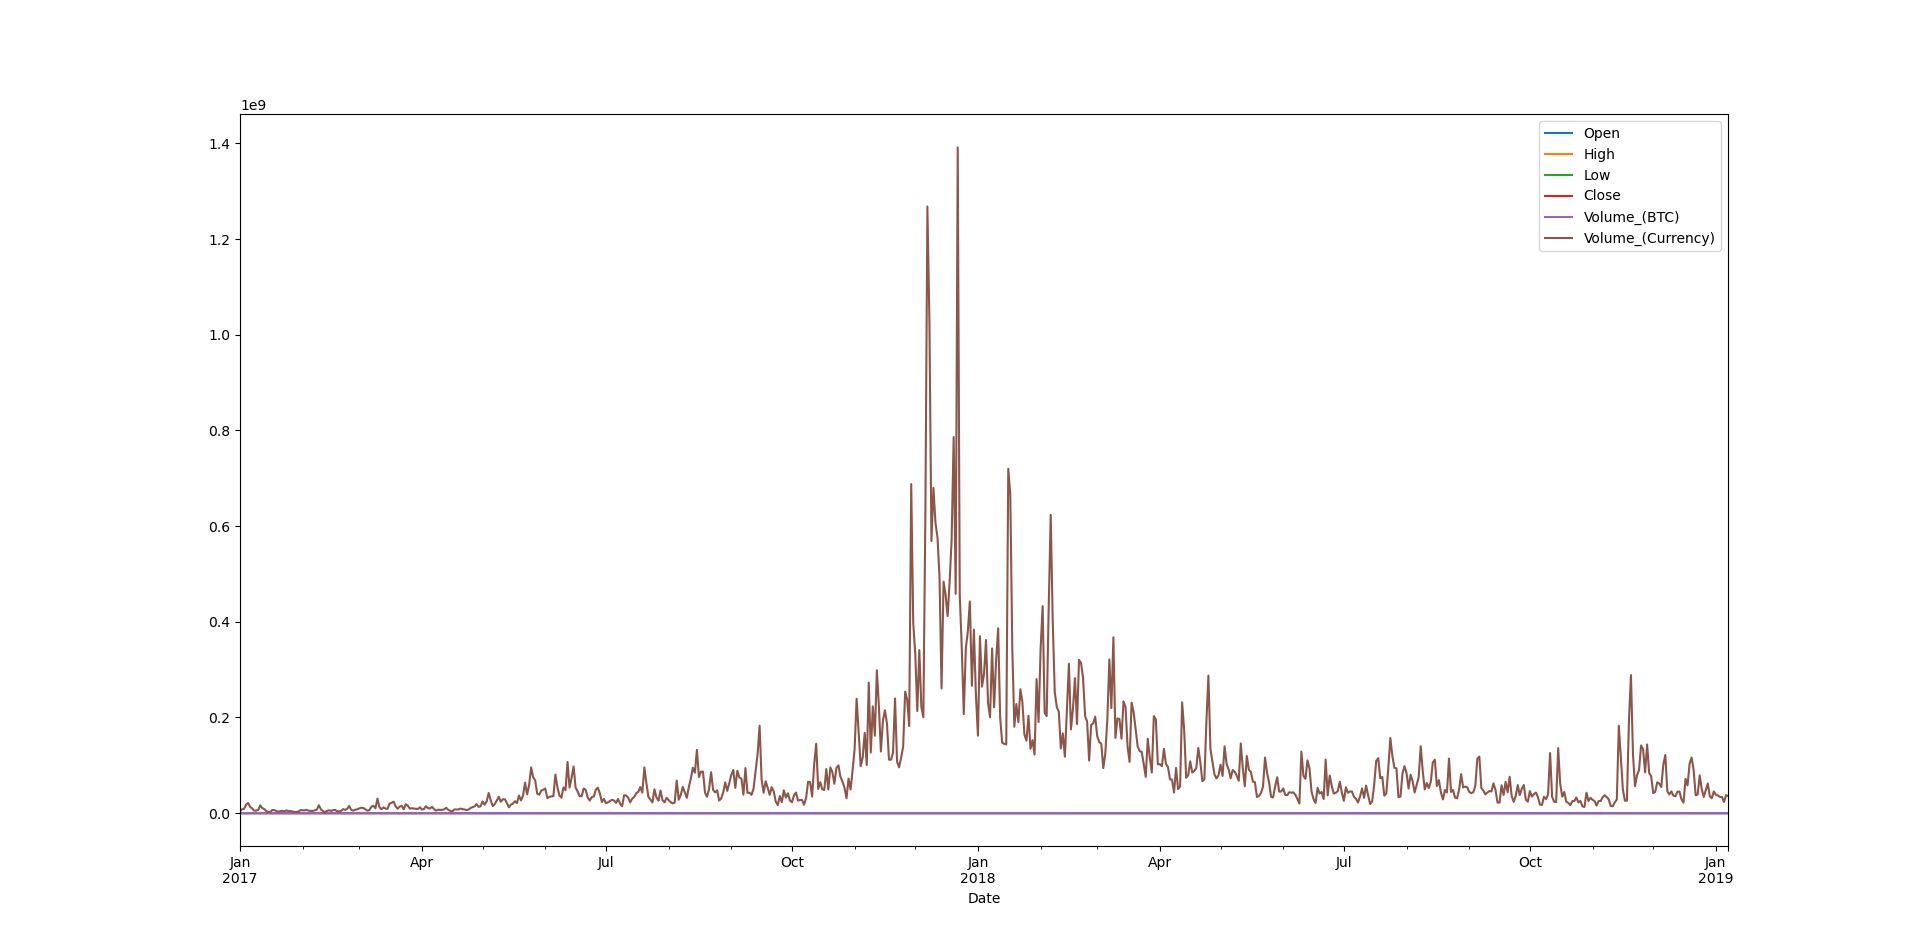 1e9
1.4
1.2
1.0
0.8
0.6
0.4
0.2
0.0
Open
High
Low
Close
Volume_(BTC)
Volume_(Currency)
Jan Apr Jul Oct Jan Apr Jul Oct Jan
2017 2018 2019
Date